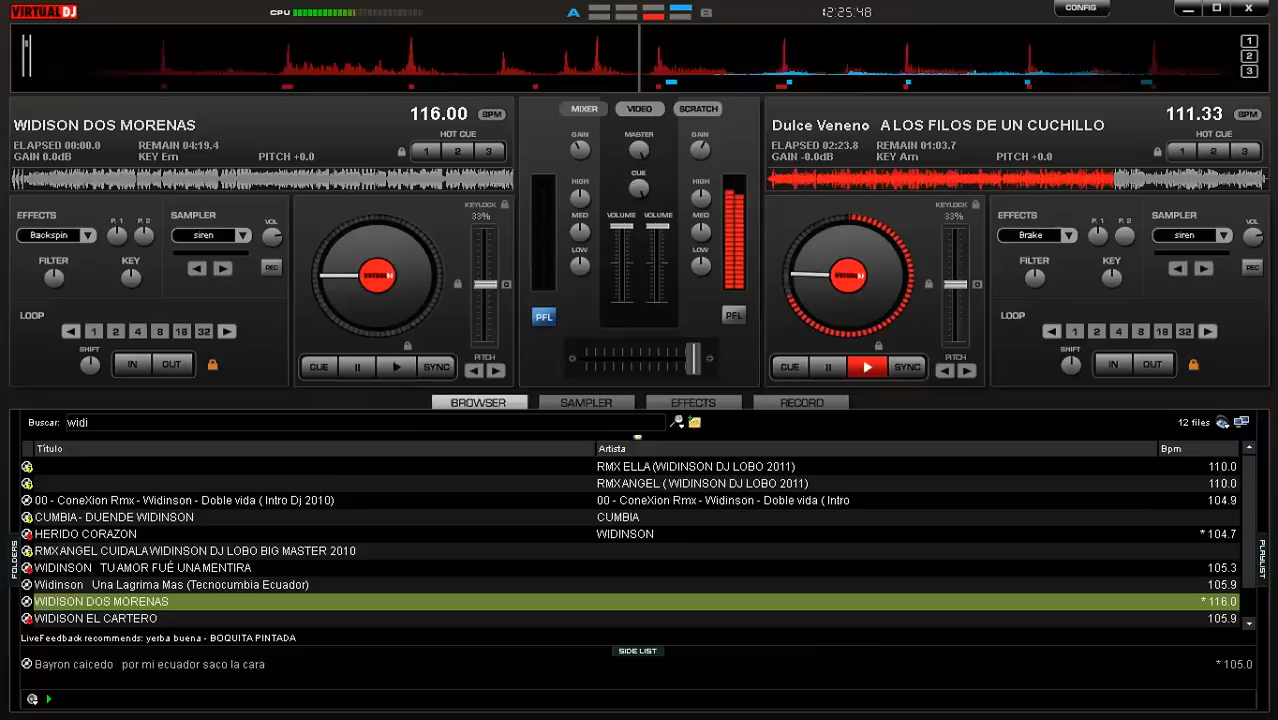 VIRTUAL DJ
CPU
A
B
12:25:48
CONFIG
1
2
3
WIDISON DOS MORENAS
116.00 BPM
ELAPSED 00:00.0 REMAIN 04:19.4
GAIN 0.0dB KEY Em PITCH +0.0
HOT CUE
1 2 3
MIXER VIDEO SCRATCH
GAIN MASTER GAIN
CUE
HIGH HIGH
MED VOLUME VOLUME MED
LOW LOW
PFL PFL
Dulce Veneno A LOS FILOS DE UN CUCHILLO
111.33 BPM
ELAPSED 02:23.8 REMAIN 01:03.7
GAIN -0.0dB KEY Am PITCH +0.0
HOT CUE
1 2 3
EFFECTS P. 1 P. 2 SAMPLER VOL
Backspin siren
FILTER KEY REC
LOOP
1 2 4 8 16 32
SHIFT IN OUT
KEYLOCK
33%
VIRTUAL DJ
PITCH
CUE SYNC
KEYLOCK
33%
VIRTUAL DJ
PITCH
CUE SYNC
EFFECTS P. 1 P. 2 SAMPLER VOL
Brake siren
FILTER KEY REC
LOOP
1 2 4 8 16 32
SHIFT IN OUT
BROWSER SAMPLER EFFECTS RECORD
Buscar: widi
12 files
Título Artista Bpm
RMX ELLA (WIDINSON DJ LOBO 2011) 110.0
RMX ANGEL ( WIDINSON DJ LOBO 2011) 110.0
00 - ConeXion Rmx - Widinson - Doble vida ( Intro Dj 2010) 00 - ConeXion Rmx - Widinson - Doble vida ( Intro 104.9
CUMBIA - DUENDE WIDINSON CUMBIA
HERIDO CORAZON WIDINSON * 104.7
RMX ANGEL CUIDALA WIDINSON DJ LOBO BIG MASTER 2010
WIDINSON TU AMOR FUÉ UNA MENTIRA 105.3
Widinson Una Lagrima Mas (Tecnocumbia Ecuador) 105.9
WIDISON DOS MORENAS * 116.0
WIDISON EL CARTERO 105.9
LiveFeedback recommends: yerba buena - BOQUITA PINTADA
SIDE LIST
Bayron caicedo por mi ecuador saco la cara * 105.0
FOLDERS
PLAYLIST